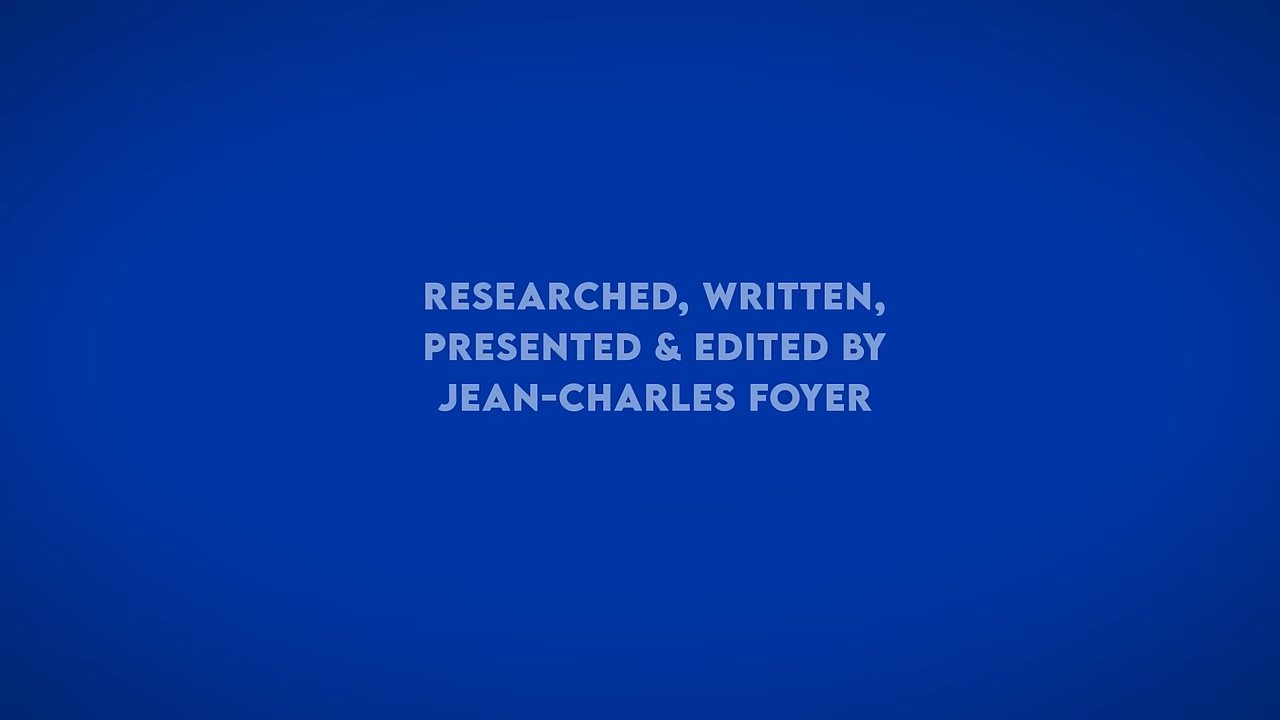 RESEARCHED, WRITTEN,
PRESENTED & EDITED BY
JEAN-CHARLES FOYER